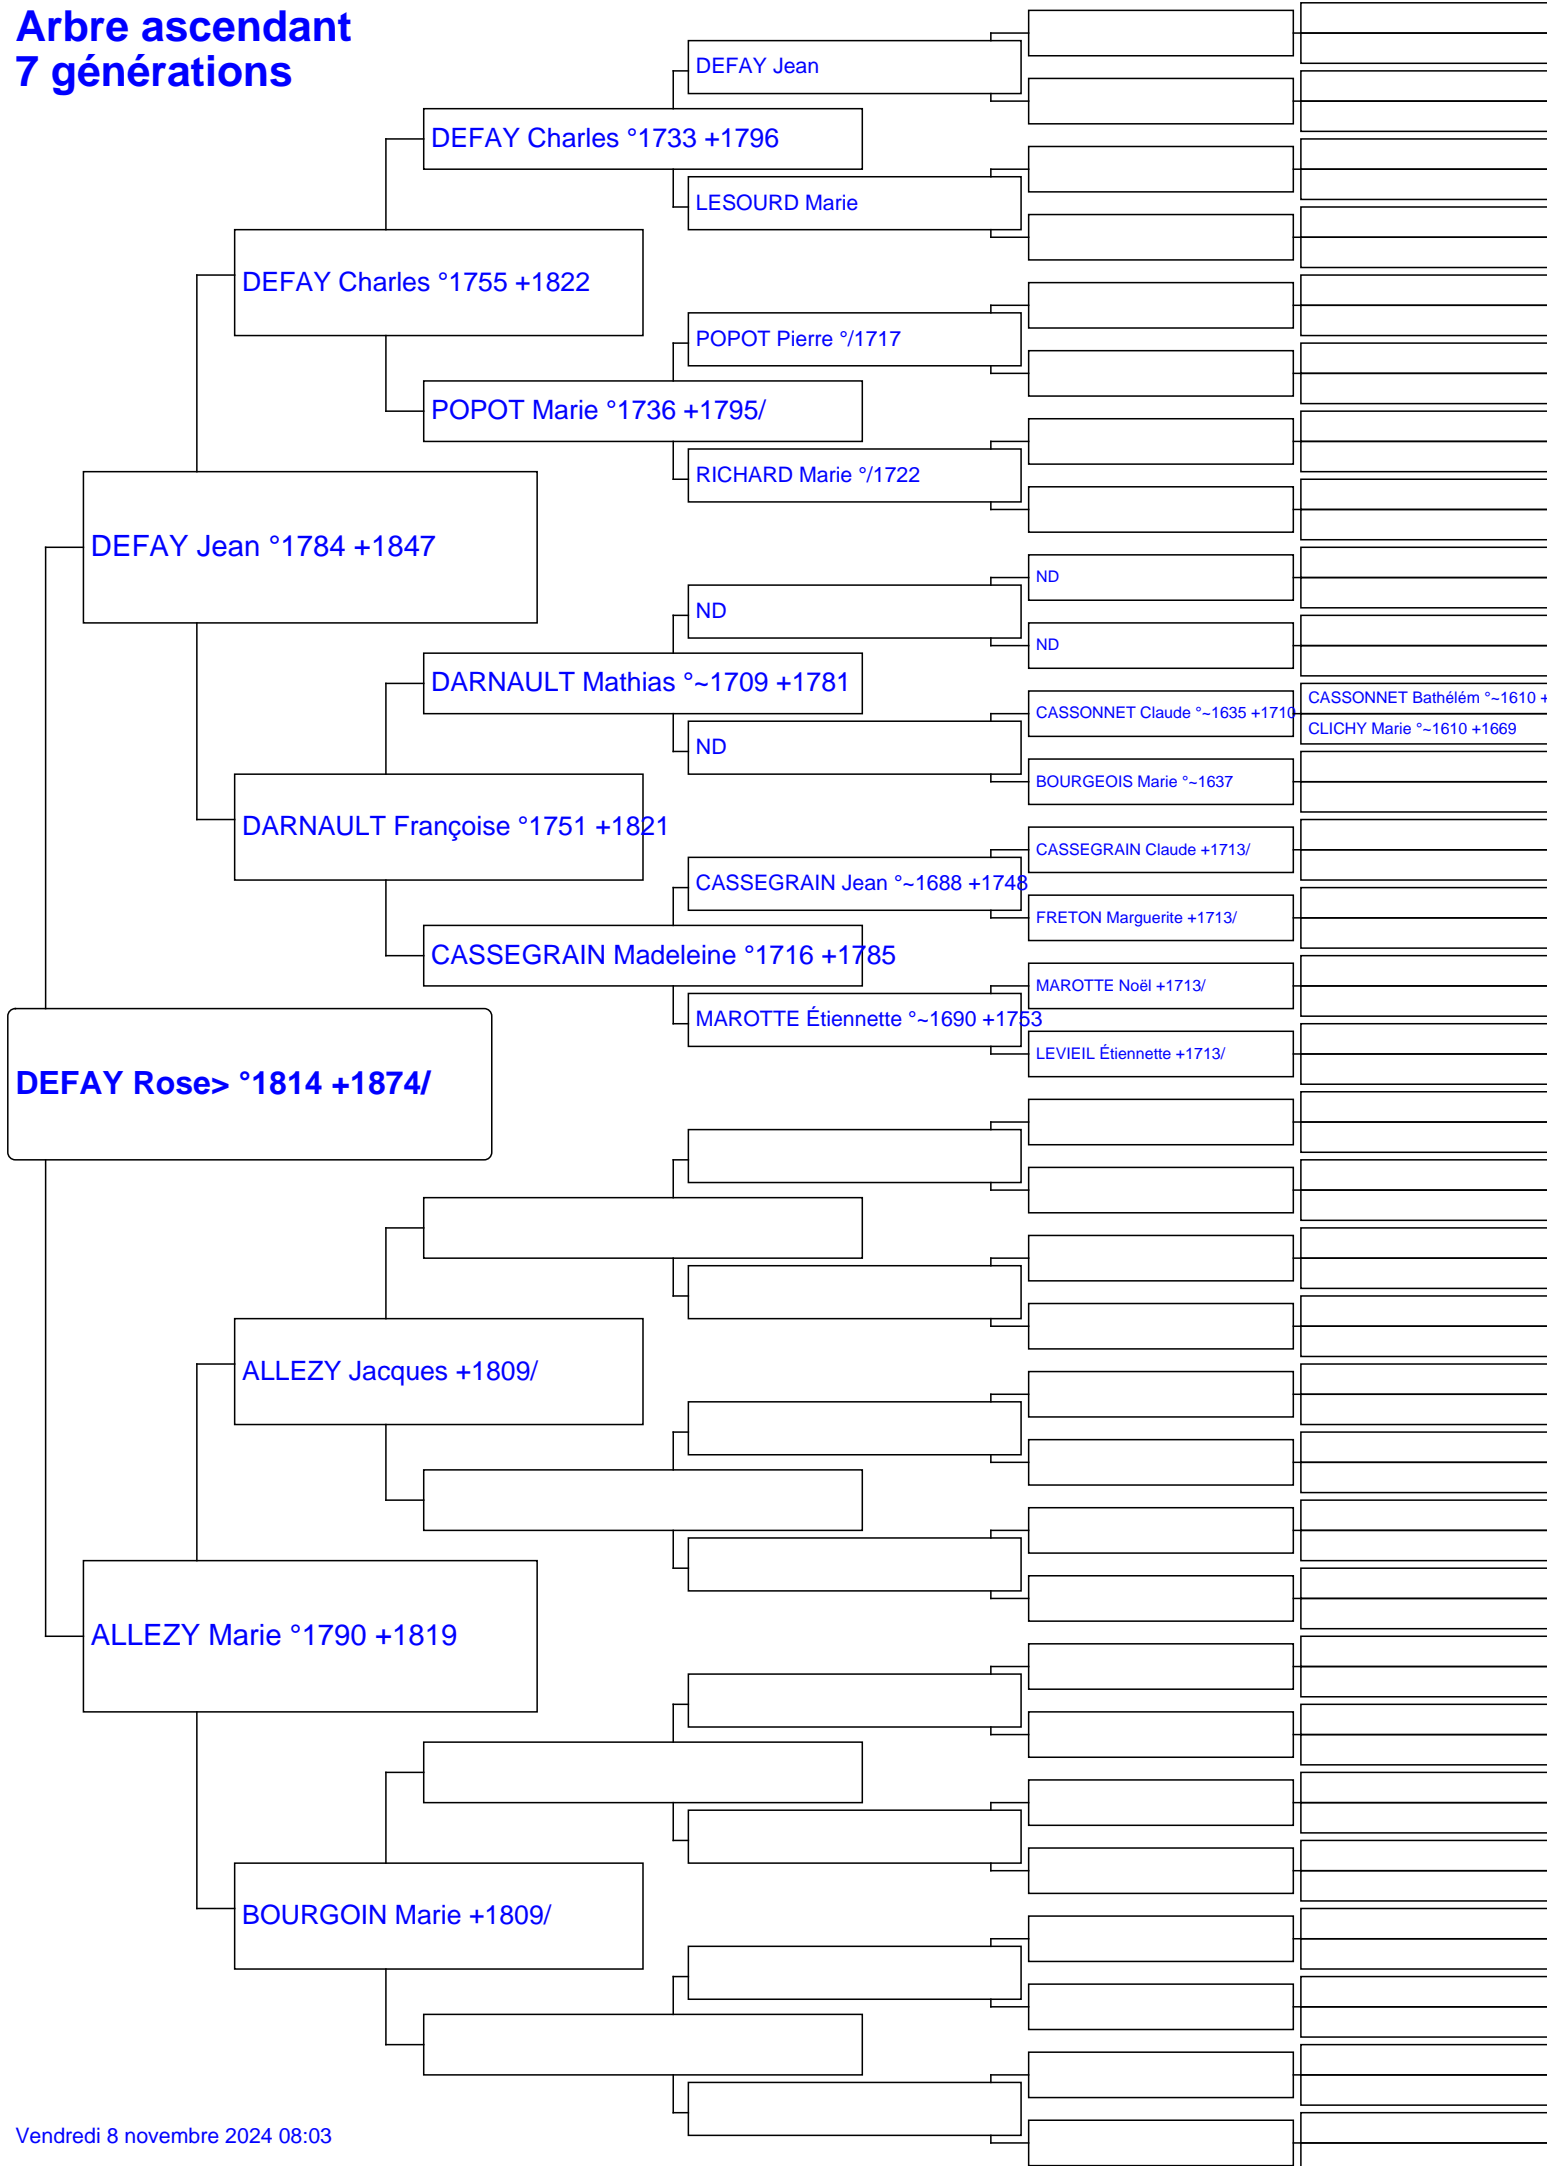 Arbre ascendant
7 générations
DEFAY Jean
DEFAY Charles °1733 +1796
LESOURD Marie
DEFAY Charles °1755 +1822
POPOT Pierre °/1717
POPOT Marie °1736 +1795/
RICHARD Marie °/1722
DEFAY Jean °1784 +1847
ND
ND
ND
DARNAULT Mathias °~1709 +1781
CASSONNET Bathélém °~1610 +
CASSONNET Claude °~1635 +1710
CLICHY Marie °~1610 +1669
ND
BOURGEOIS Marie °~1637
DARNAULT Françoise °1751 +1821
CASSEGRAIN Claude +1713/
CASSEGRAIN Jean °~1688 +1748
FRETON Marguerite +1713/
CASSEGRAIN Madeleine °1716 +1785
MAROTTE Noël +1713/
MAROTTE Étiennette °~1690 +1753
LEVIEIL Étiennette +1713/
DEFAY Rose> °1814 +1874/
ALLEZY Jacques +1809/
ALLEZY Marie °1790 +1819
BOURGOIN Marie +1809/
Vendredi 8 novembre 2024 08:03